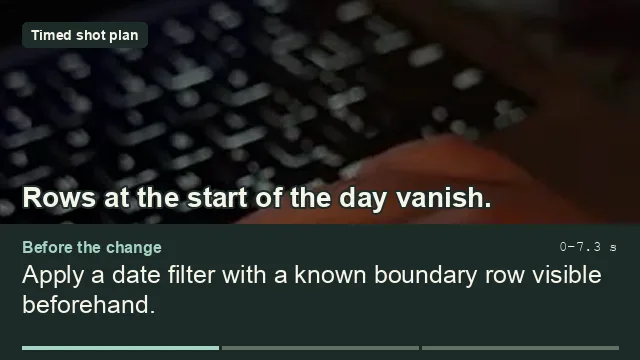 Timed shot plan
Rows at the start of the day vanish.
Before the change
0–7.3 s
Apply a date filter with a known boundary row visible
beforehand.